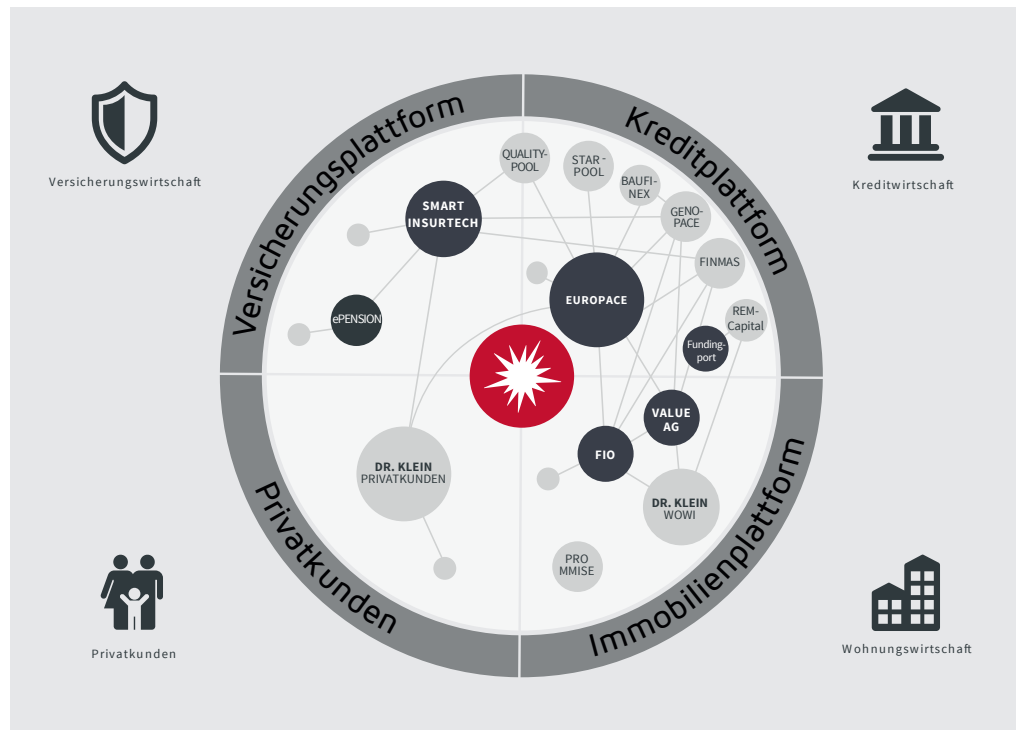 Versicherungsplattform
Kreditplattform
Versicherungswirtschaft
Kreditwirtschaft
QUALITY-
POOL
STAR -
POOL
BAUFI-
NEX
GENO-
PACE
SMART
INSURTECH
FINMAS
EUROPACE
ePENSION
REM-
Capital
Funding-
port
VALUE
AG
FIO
DR. KLEIN
PRIVATKUNDEN
DR. KLEIN
WOWI
PRO
MMISE
Privatkunden
Immobilienplattform
Privatkunden
Wohnungswirtschaft